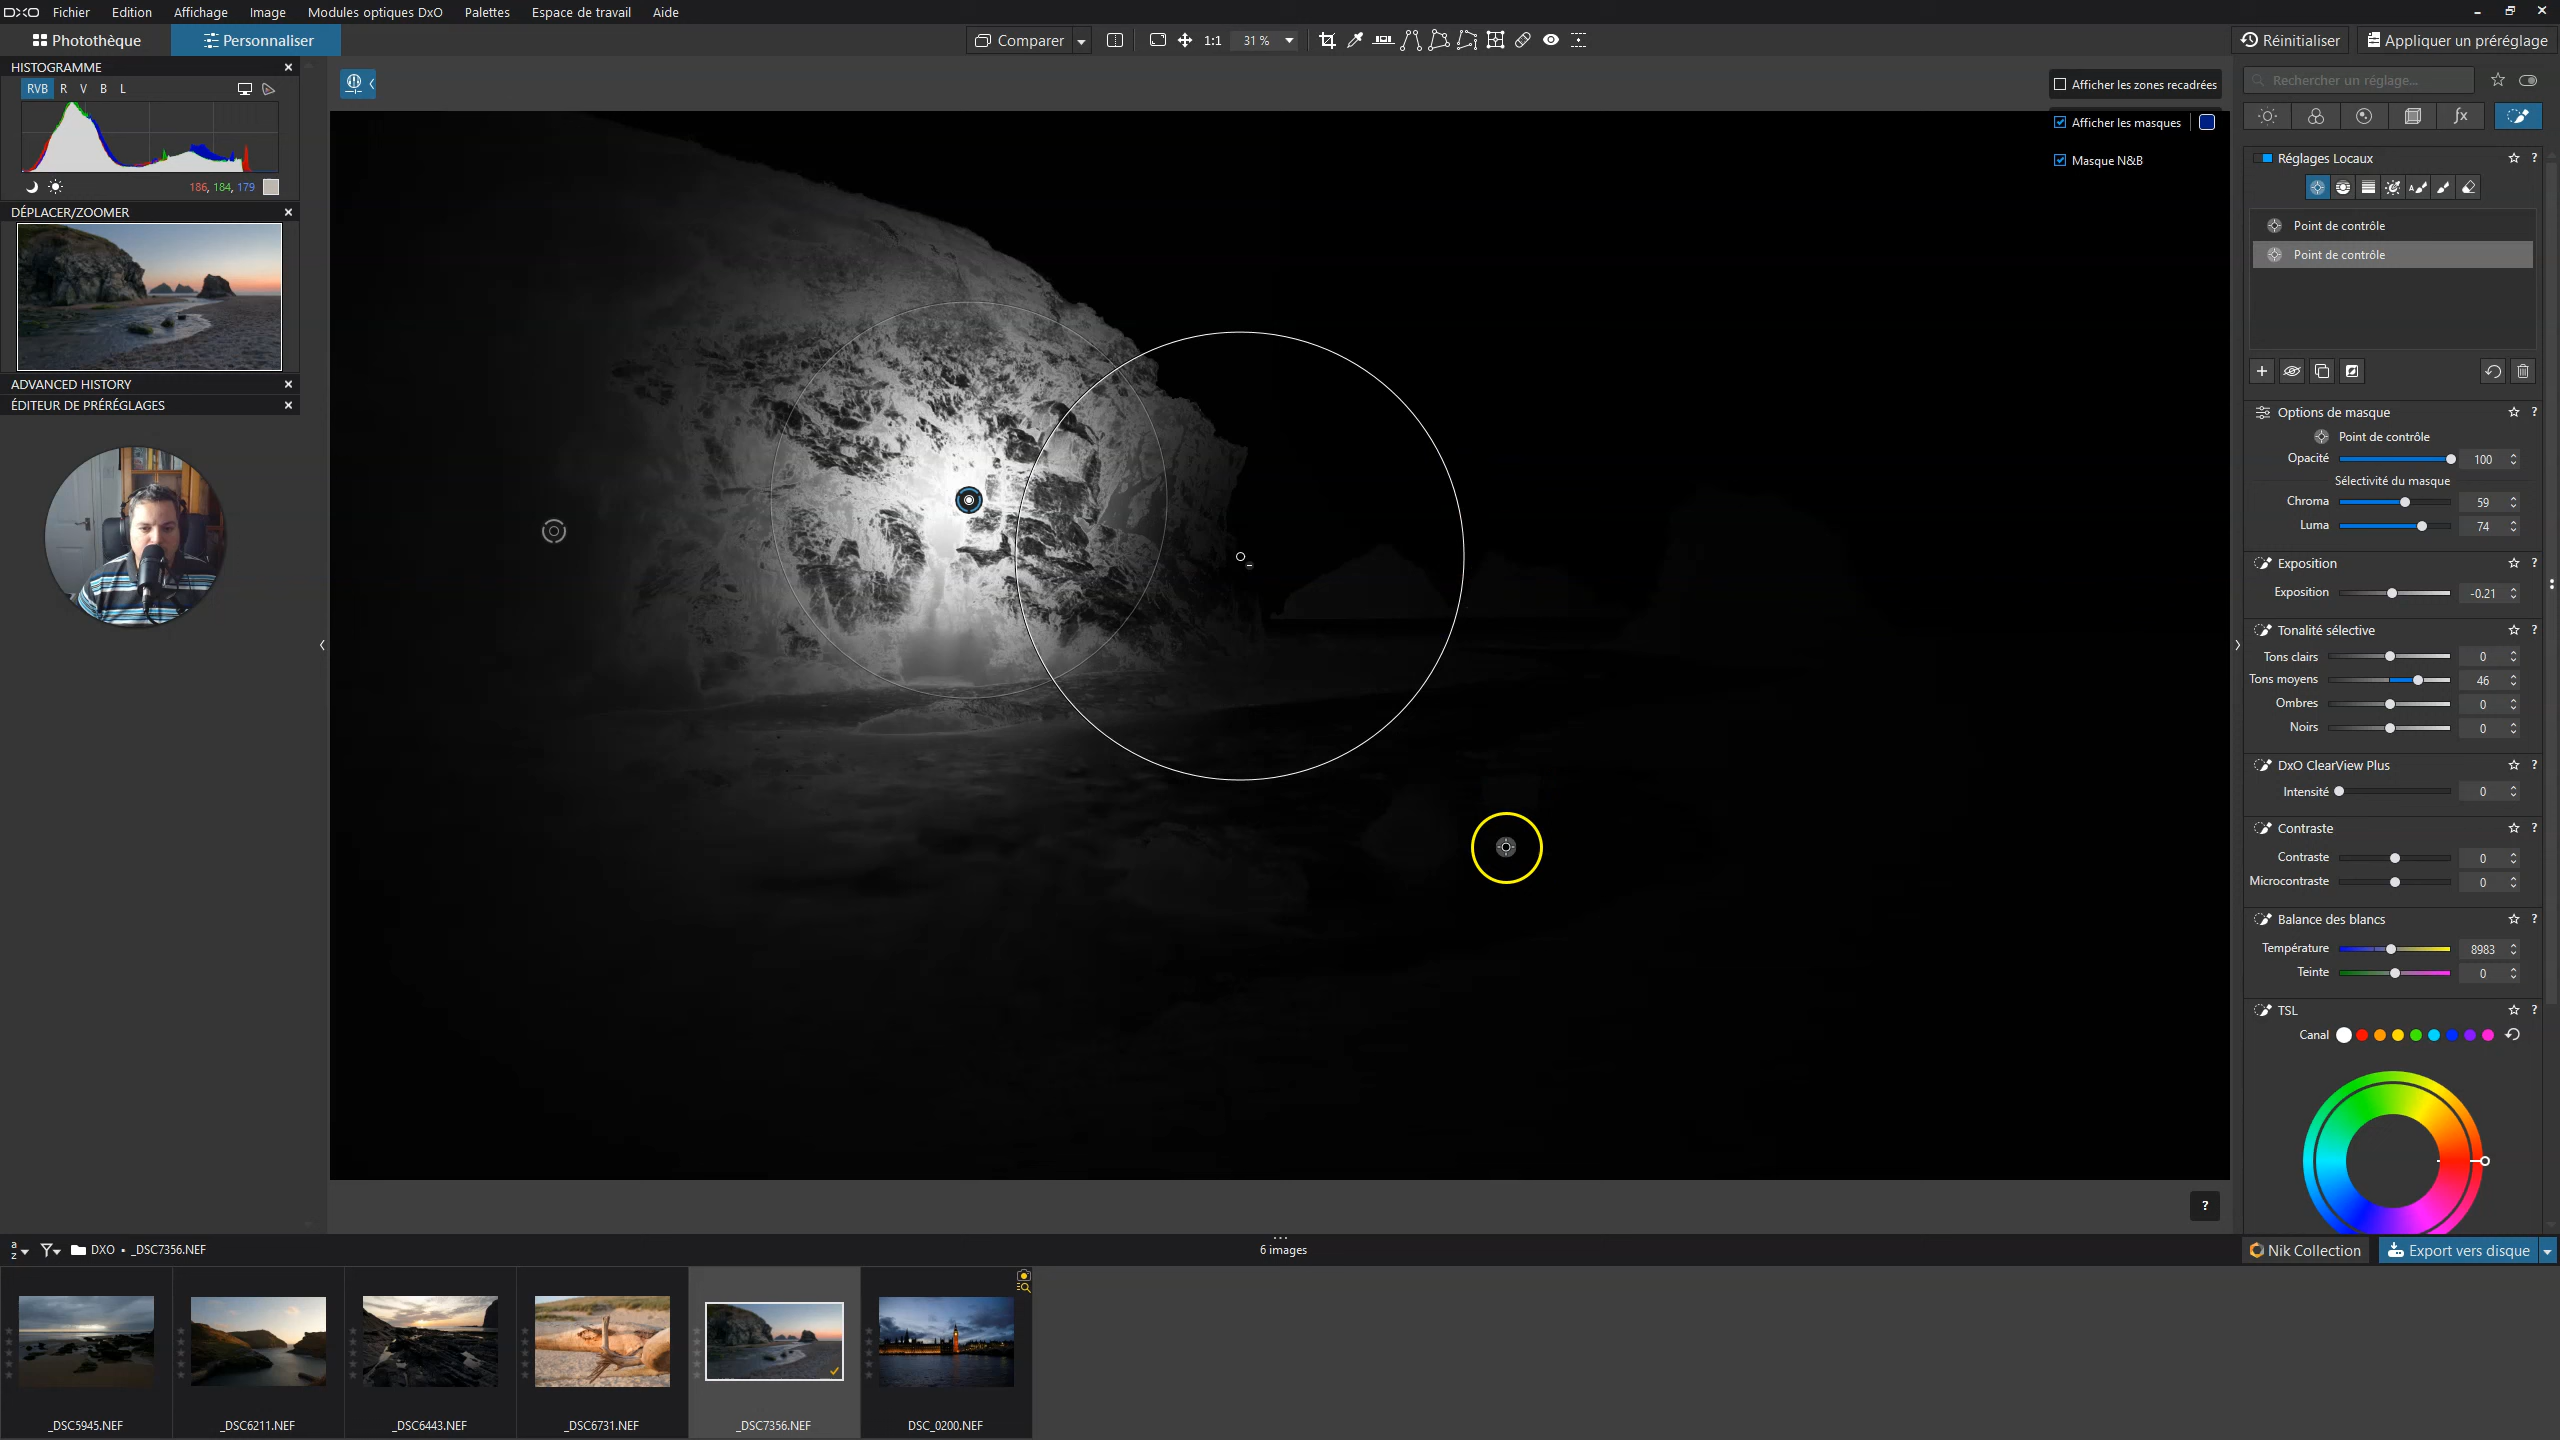 DXO Fichier Edition Affichage Image Modules optiques DxO Palettes Espace de travail Aide
Photothèque Personnaliser Comparer 1:1 31 % Réinitialiser Appliquer un préréglage
HISTOGRAMME
RVB R V B L
186, 184, 179
DÉPLACER/ZOOMER
ADVANCED HISTORY
ÉDITEUR DE PRÉRÉGLAGES
Afficher les zones recadrées
Afficher les masques
Masque N&B
?
Rechercher un réglage...
fx
Réglages Locaux ?
A
Point de contrôle
Point de contrôle
Options de masque ?
Point de contrôle
Opacité 100
Sélectivité du masque
Chroma 59
Luma 74
Exposition ?
Exposition -0.21
Tonalité sélective ?
Tons clairs 0
Tons moyens 46
Ombres 0
Noirs 0
DxO ClearView Plus ?
Intensité 0
Contraste ?
Contraste 0
Microcontraste 0
Balance des blancs ?
Température 8983
Teinte 0
TSL ?
Canal
a
z DXO • _DSC7356.NEF 6 images Nik Collection Export vers disque
_DSC5945.NEF _DSC6211.NEF _DSC6443.NEF _DSC6731.NEF _DSC7356.NEF DSC_0200.NEF